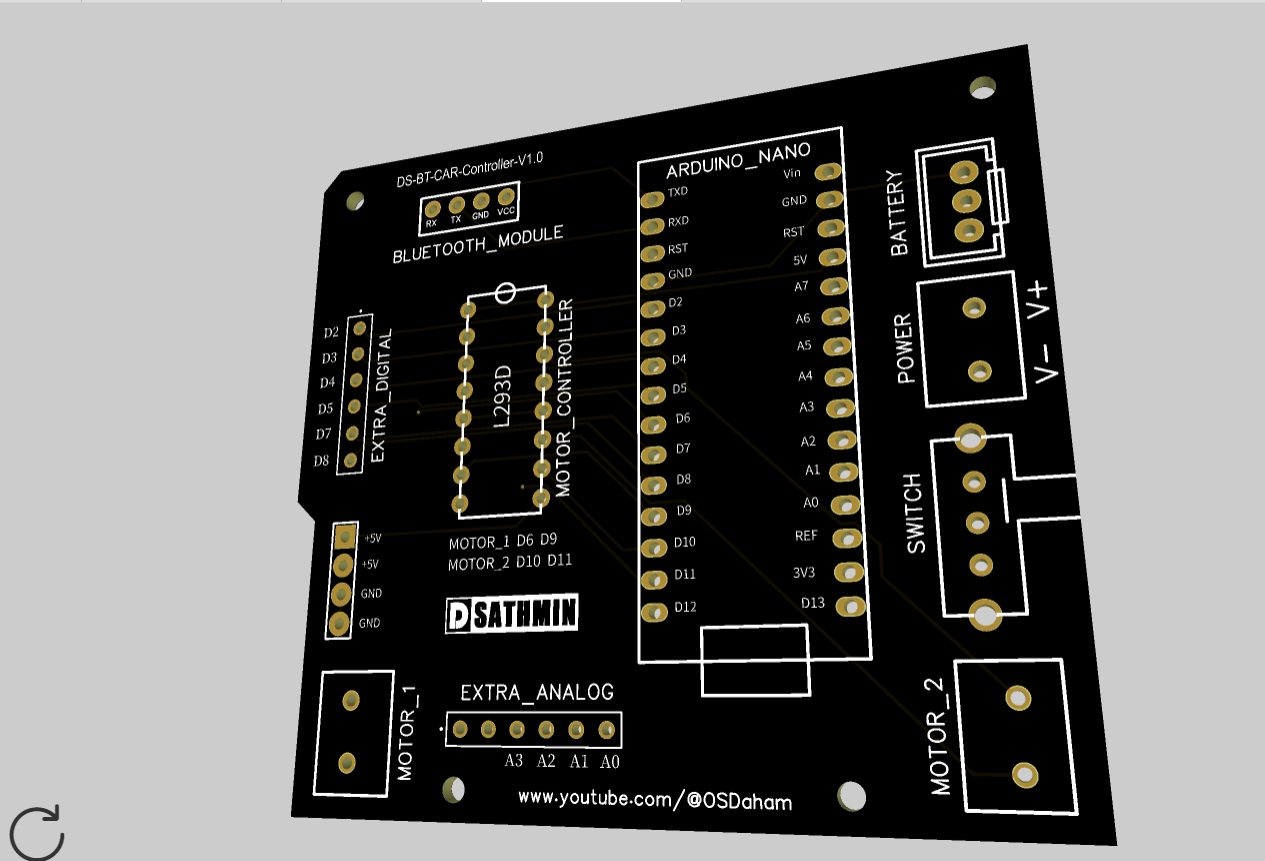 DS-BT-CAR-Controller-V1.0
RX TX GND VCC
BLUETOOTH_MODULE
D2
D3
D4
D5
D7
D8
EXTRA_DIGITAL
L293D
MOTOR_CONTROLLER
+5V
+5V
GND
GND
MOTOR_1 D6 D9
MOTOR_2 D10 D11
D SATHMIN
MOTOR_1
EXTRA_ANALOG
A3 A2 A1 A0
www.youtube.com/@OSDaham
ARDUINO_NANO
TXD
RXD
RST
GND
D2
D3
D4
D5
D6
D7
D8
D9
D10
D11
D12
Vin
GND
RST
5V
A7
A6
A5
A4
A3
A2
A1
A0
REF
3V3
D13
BATTERY
POWER
V- V+
SWITCH
MOTOR_2